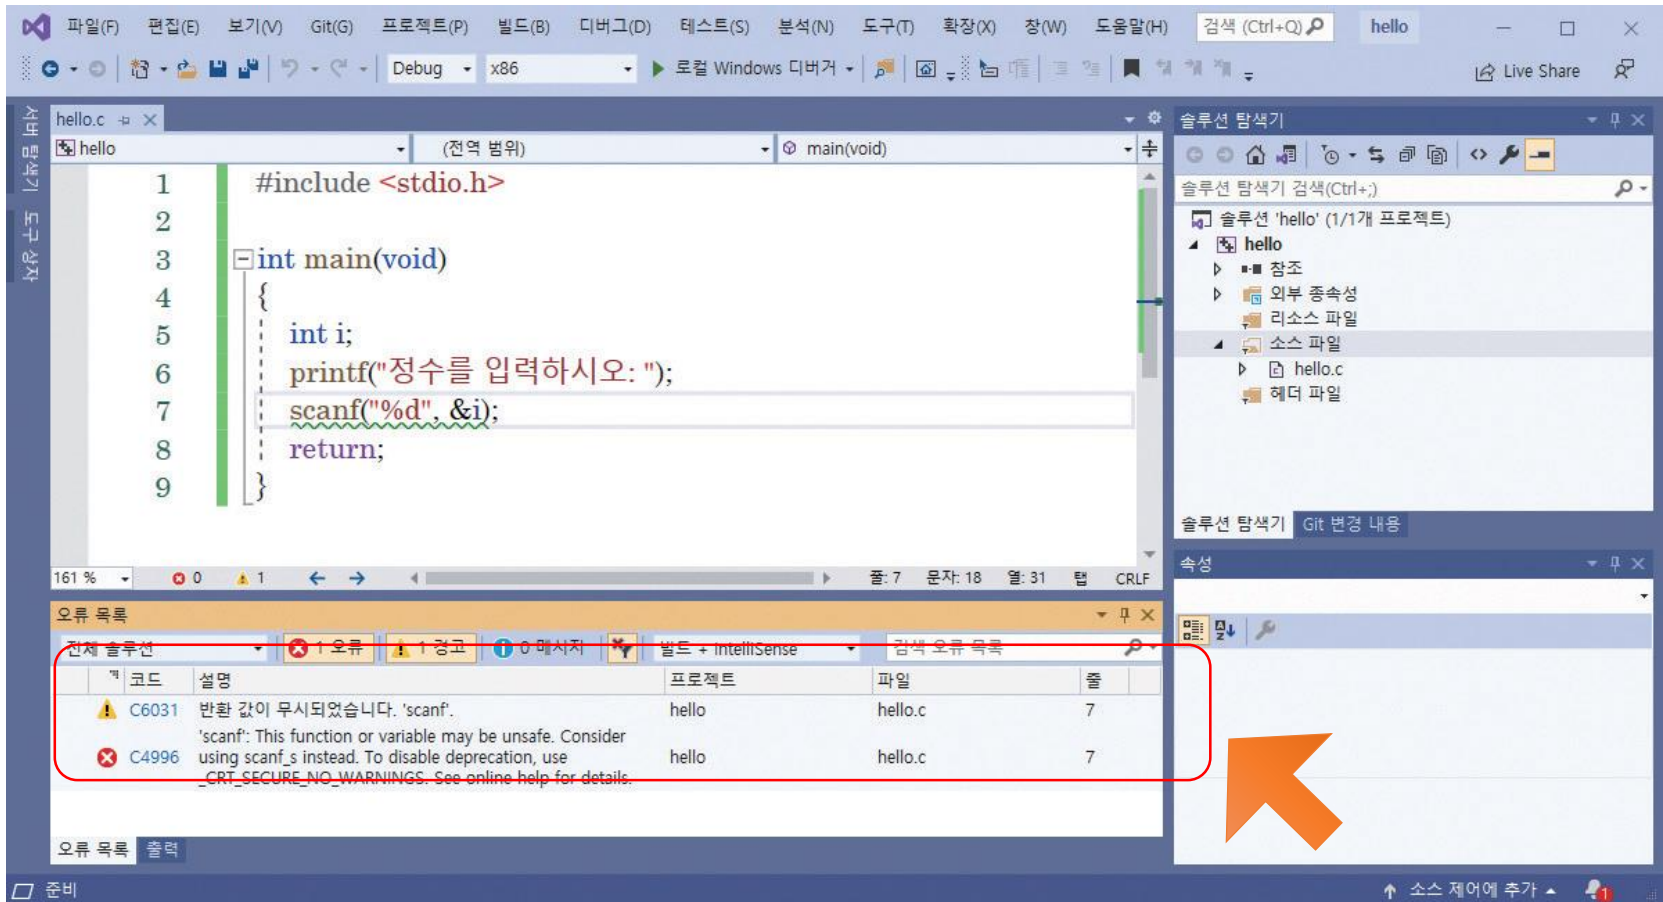 파일(F) 편집(E) 보기(V) Git(G) 프로젝트(P) 빌드(B) 디버그(D) 테스트(S) 분석(N) 도구(T) 확장(X) 창(W) 도움말(H) 검색 (Ctrl+Q) hello
Debug x86 로컬 Windows 디버거 Live Share
서버 탐색기
도구 상자
hello.c
hello (전역 범위) main(void)
1 #include <stdio.h>
2
3 int main(void)
4 {
5 int i;
6 printf("정수를 입력하시오: ");
7 scanf("%d", &i);
8 return;
9 }
161 % 0 1 줄: 7 문자: 18 열: 31 탭 CRLF
오류 목록
전체 솔루션 1 오류 1 경고 0 메시지 빌드 + IntelliSense 검색 오류 목록
코드 설명 프로젝트 파일 줄
C6031 반환 값이 무시되었습니다. 'scanf'. hello hello.c 7
'scanf': This function or variable may be unsafe. Consider
C4996 using scanf_s instead. To disable deprecation, use hello hello.c 7
_CRT_SECURE_NO_WARNINGS. See online help for details.
오류 목록 출력
솔루션 탐색기
솔루션 탐색기 검색(Ctrl+;)
솔루션 'hello' (1/1개 프로젝트)
hello
참조
외부 종속성
리소스 파일
소스 파일
hello.c
헤더 파일
솔루션 탐색기 Git 변경 내용
속성
준비 소스 제어에 추가 1